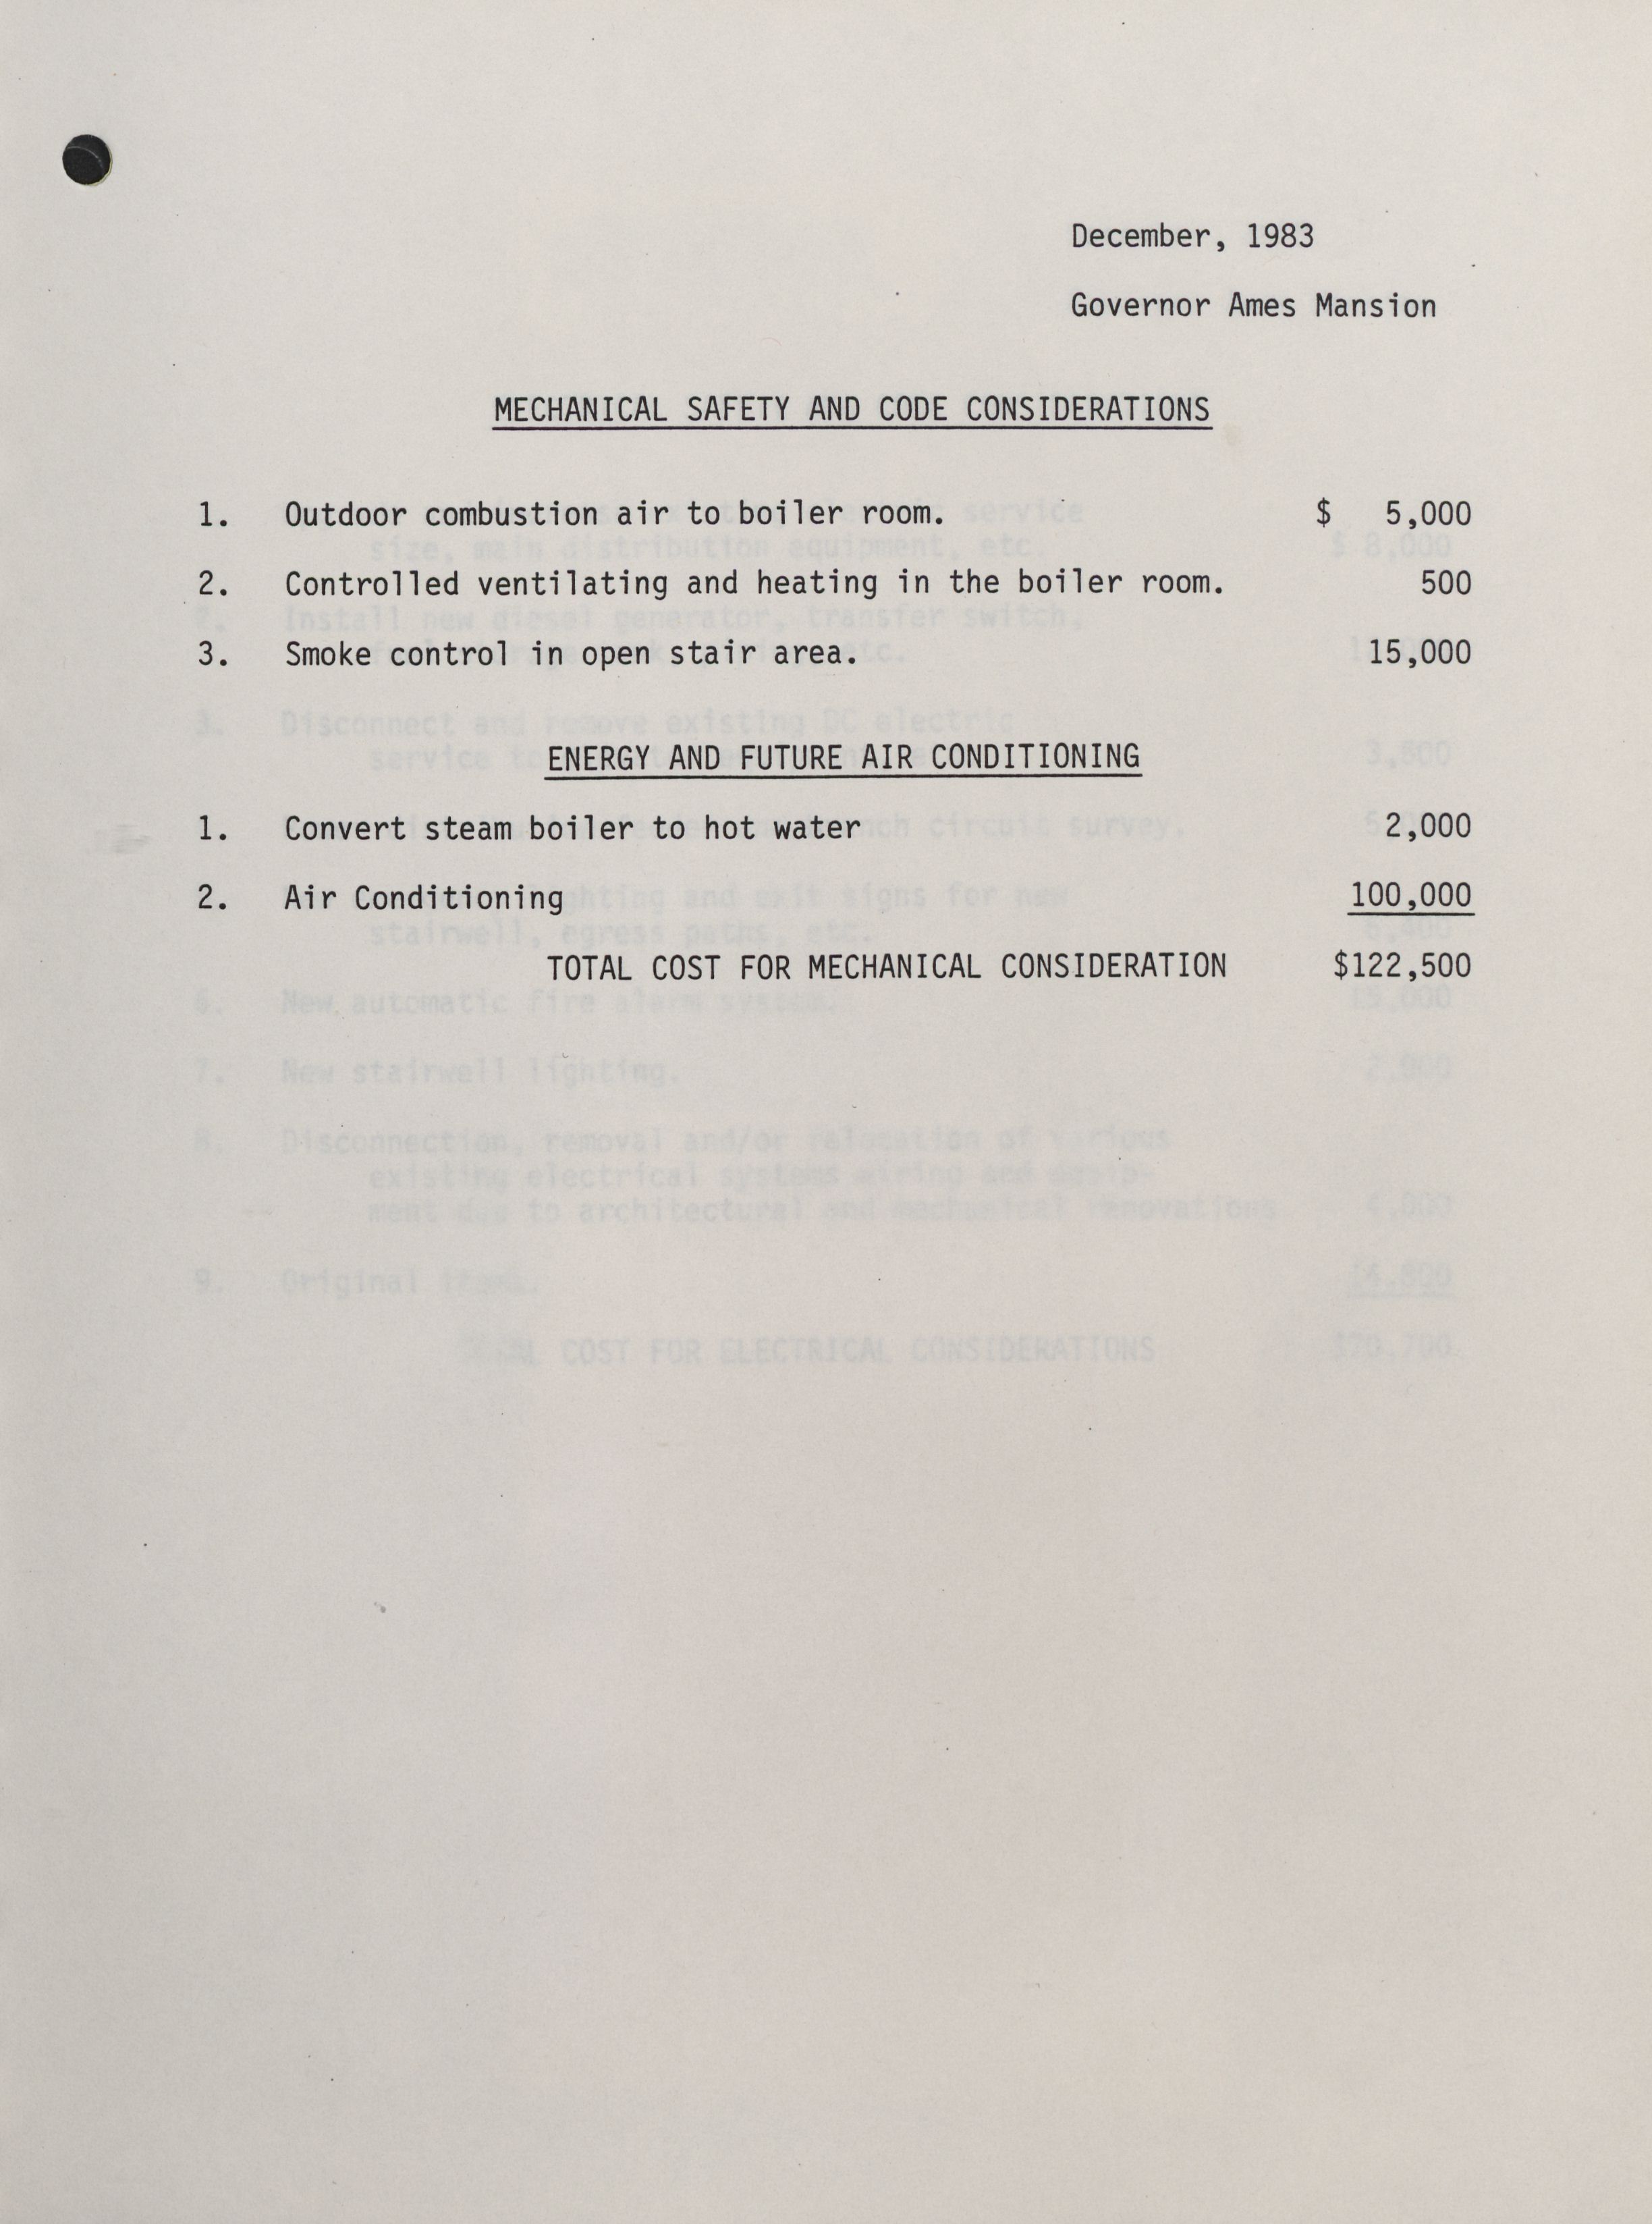 December, 1983
Governor Ames Mansion
MECHANICAL SAFETY AND CODE CONSIDERATIONS
1. Outdoor combustion air to boiler room. $ 5,000
2. Controlled ventilating and heating in the boiler room. 500
3. Smoke control in open stair area. 15,000
ENERGY AND FUTURE AIR CONDITIONING
1. Convert steam boiler to hot water 2,000
2. Air Conditioning 100,000
TOTAL COST FOR MECHANICAL CONSIDERATION $122,500